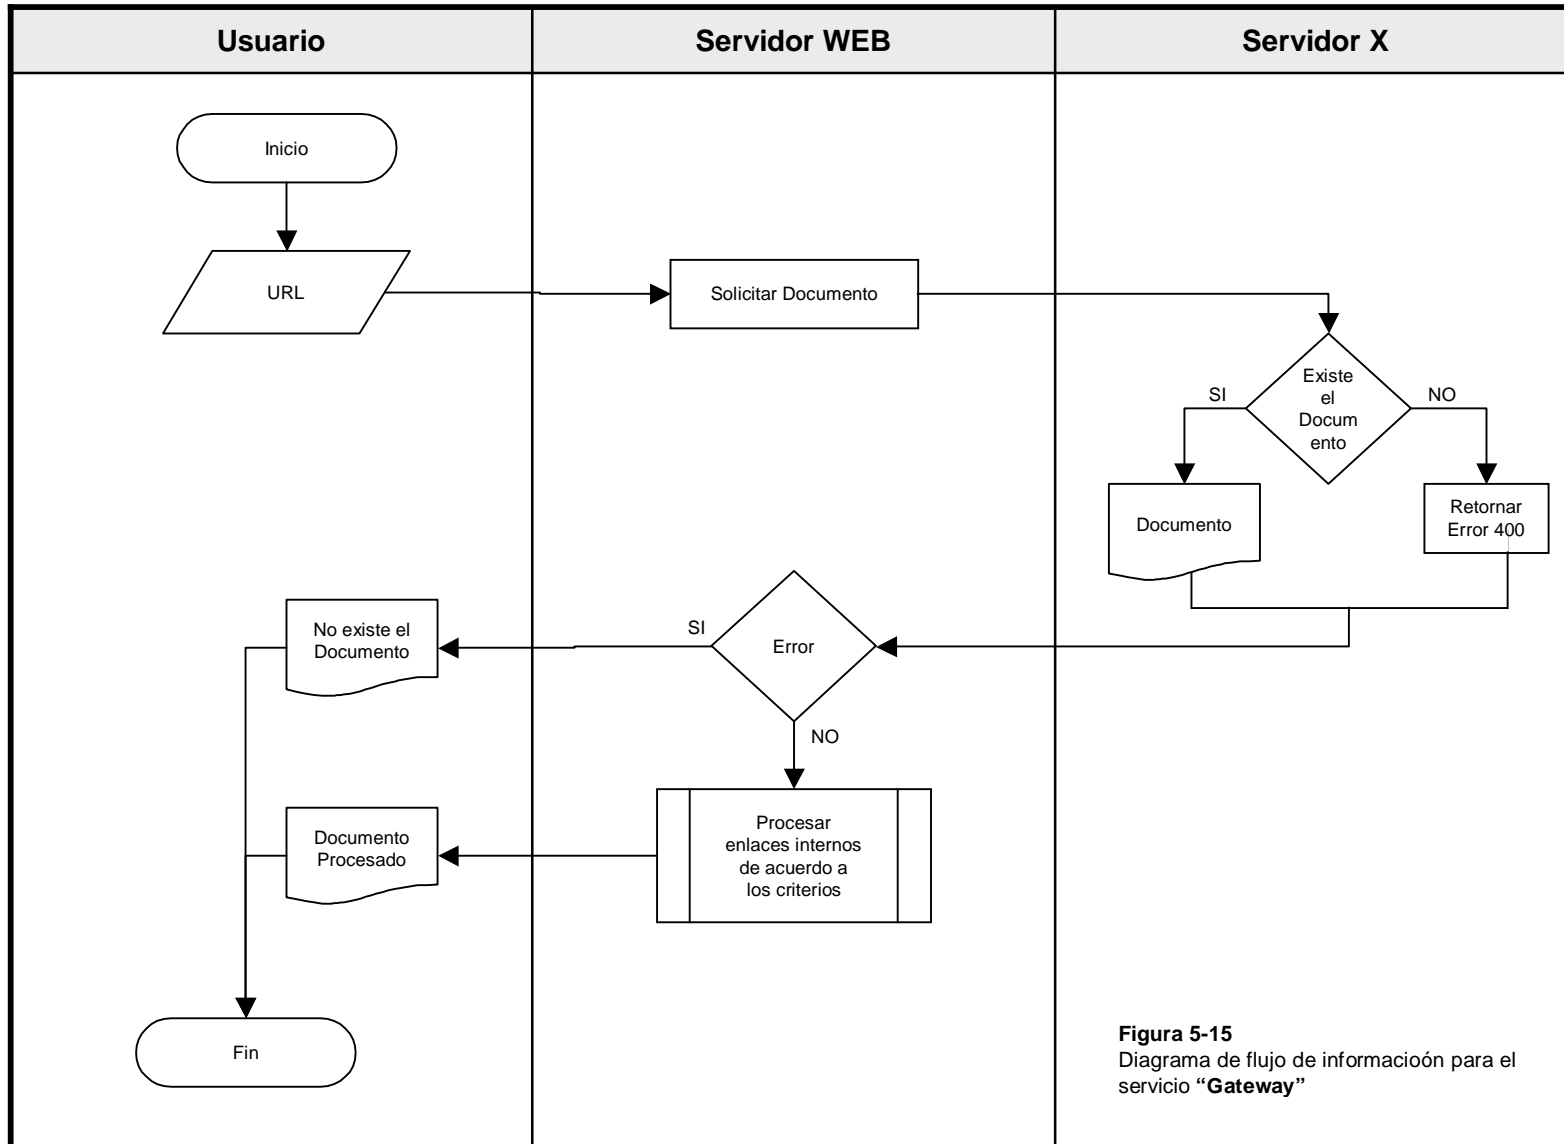 Usuario
Servidor WEB
Servidor X
Inicio
URL
Solicitar Documento
Existe
el
Docum
ento
SI
NO
Documento
Retornar
Error 400
No existe el
Documento
SI
Error
NO
Documento
Procesado
Procesar
enlaces internos
de acuerdo a
los criterios
Fin
Figura 5-15
Diagrama de flujo de informacioón para el
servicio “Gateway”